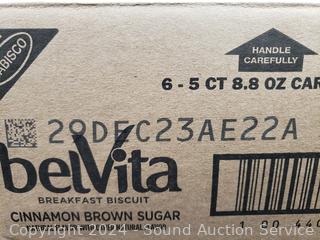 NABISCO
HANDLE
CAREFULLY
6 - 5 CT 8.8 OZ CAR
29DEC23AE22A
belVita
BREAKFAST BISCUIT
CINNAMON BROWN SUGAR
Copyright 2024 - Sound Auction Service